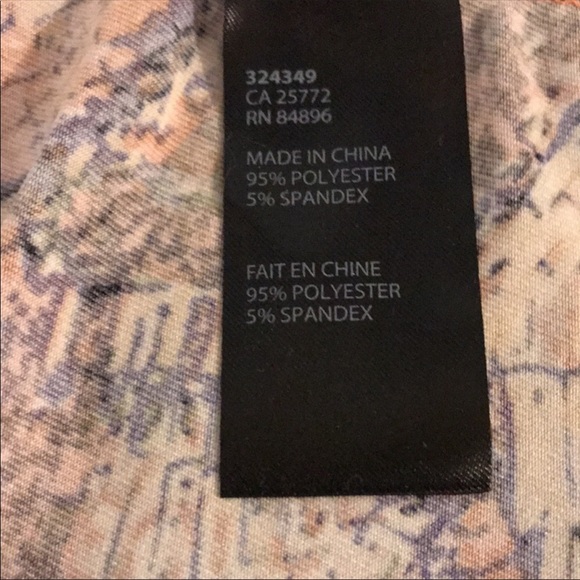 324349
CA 25772
RN 84896
MADE IN CHINA
95% POLYESTER
5% SPANDEX
FAIT EN CHINE
95% POLYESTER
5% SPANDEX